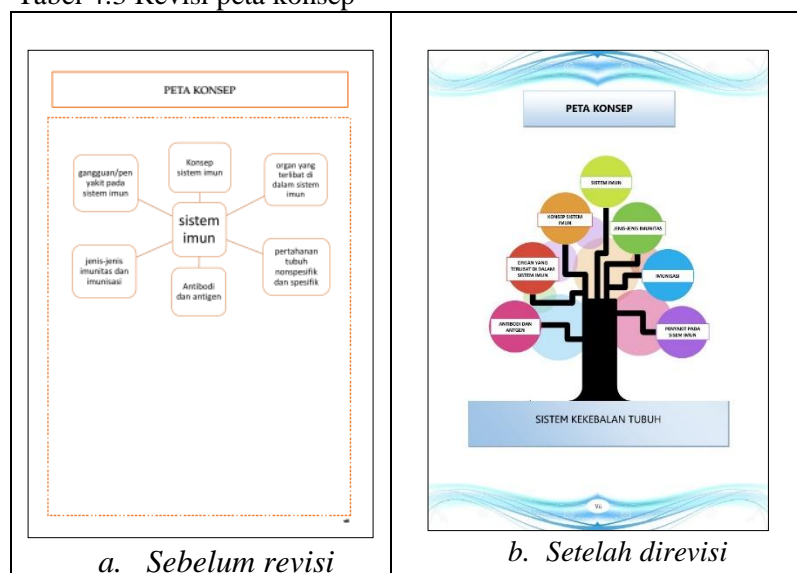 Tabel 4.3 Revisi peta konsep
PETA KONSEP
Konsep
sistem imun
gangguan/pen
yakit pada
sistem imun
organ yang
terlibat di
dalam sistem
imun
sistem
imun
jenis-jenis
imunitas dan
imunisasi
pertahanan
tubuh
nonspesifik
dan spesifik
Antibodi
dan antigen
a. Sebelum revisi
PETA KONSEP
SISTEM IMUN
KONSEP SISTEM
IMUN
JENIS-JENIS IMUNITAS
ORGAN YANG
TERLIBAT DI DALAM
SISTEM IMUN
IMUNISASI
ANTIBODI DAN
ANTGEN
PENYAKIT PADA
SISEM IMUN
SISTEM KEKEBALAN TUBUH
b. Setelah direvisi